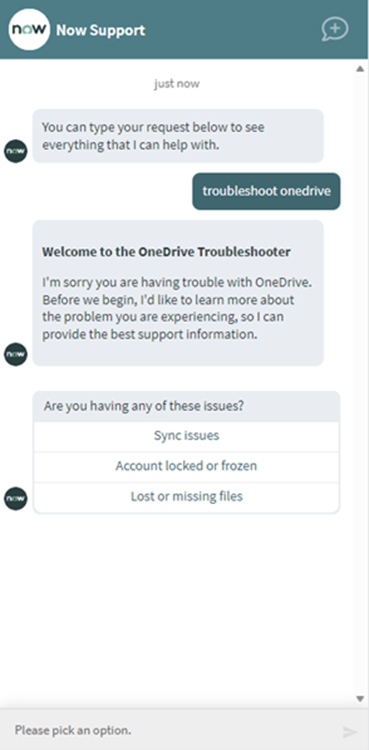 now Now Support
just now
You can type your request below to see
everything that I can help with.
now
troubleshoot onedrive
Welcome to the OneDrive Troubleshooter
I'm sorry you are having trouble with OneDrive.
Before we begin, I'd like to learn more about
the problem you are experiencing, so I can
provide the best support information.
now
Are you having any of these issues?
Sync issues
Account locked or frozen
Lost or missing files
now
Please pick an option.